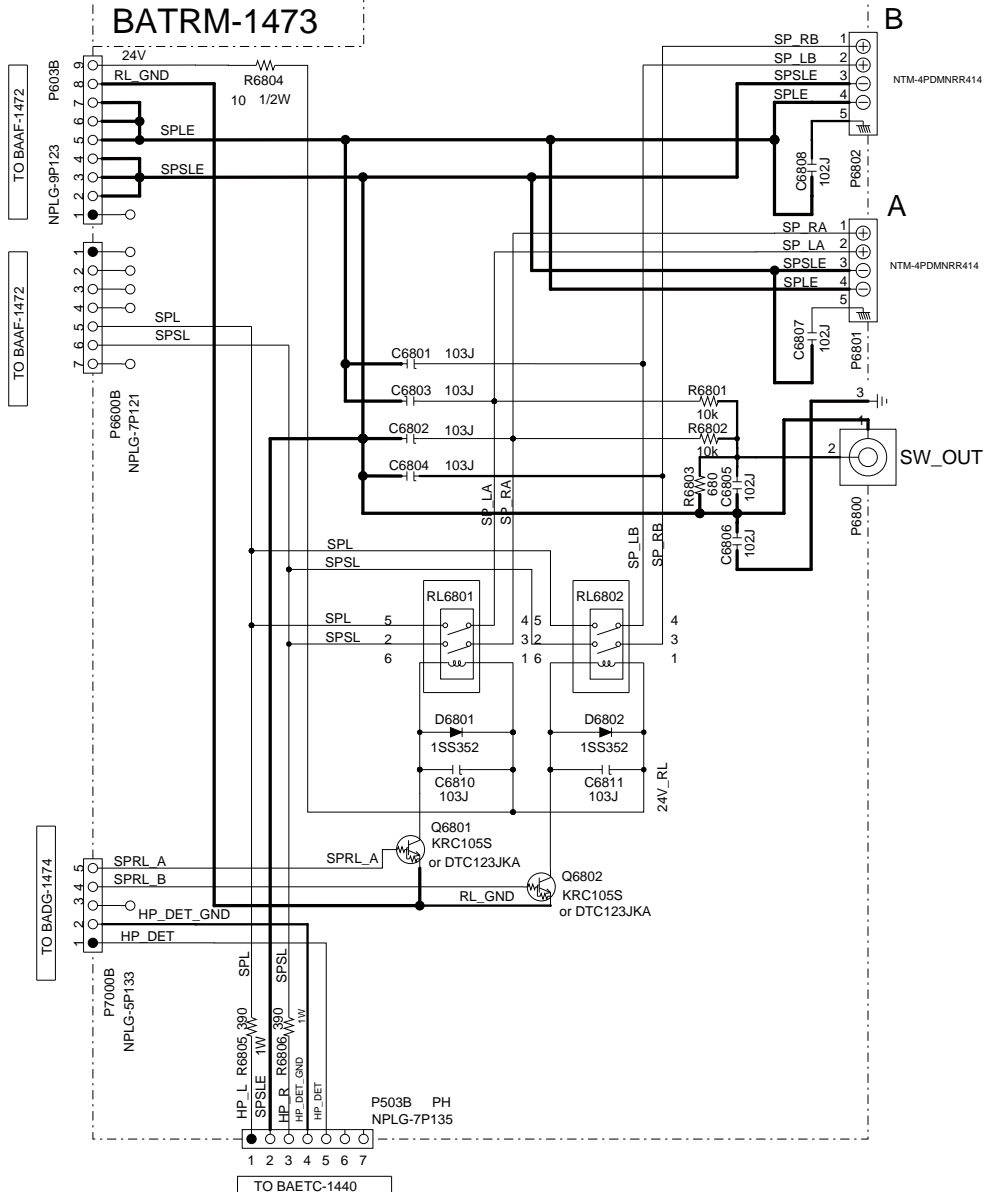 BATRM-1473
B
A
24V
RL_GND
R6804
10 1/2W
SPLE
SPSLE
TO BAAF-1472
P603B
NPLG-9P123
9
8
7
6
5
4
3
2
1
SP_RB 1
SP_LB 2
SPSLE 3
SPLE 4
5
NTM-4PDMNRR414
C6808
102J
P6802
SP_RA 1
SP_LA 2
SPSLE 3
SPLE 4
5
NTM-4PDMNRR414
C6807
102J
P6801
TO BAAF-1472
1
2
3
4
5
6
7
SPL
SPSL
P6600B
NPLG-7P121
C6801 103J
C6803 103J
C6802 103J
C6804 103J
R6801
10k
R6802
10k
R6803
680
C6805
102J
C6806
102J
3
1
2
SW_OUT
P6800
SP_LA
SP_RA
SP_LB
SP_RB
SPL
SPSL
RL6801
RL6802
SPL 5
SPSL 2
6
4 5
3 2
1 6
4
3
1
D6801
1SS352
D6802
1SS352
C6810
103J
C6811
103J
24V_RL
Q6801
KRC105S
or DTC123JKA
Q6802
KRC105S
or DTC123JKA
SPRL_A
RL_GND
TO BADG-1474
5
4
3
2
1
SPRL_A
SPRL_B
HP_DET_GND
HP_DET
P7000B
NPLG-5P133
SPL
SPSL
HP_L
R6805 390
1W
SPSLE
HP_R
R6806 390
1W
HP_DET_GND
HP_DET
P503B PH
NPLG-7P135
1 2 3 4 5 6 7
TO BAETC-1440